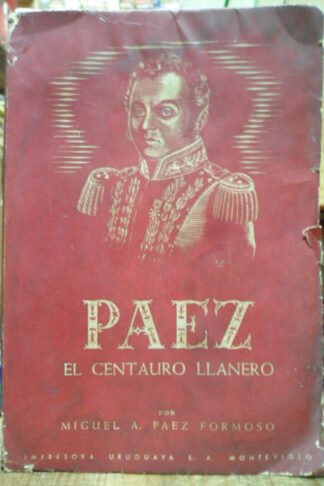 PAEZ
EL CENTAURO LLANERO
POR
MIGUEL A. PAEZ FORMOSO
IMPRESORA URUGUAYA S. A. MONTEVIDEO